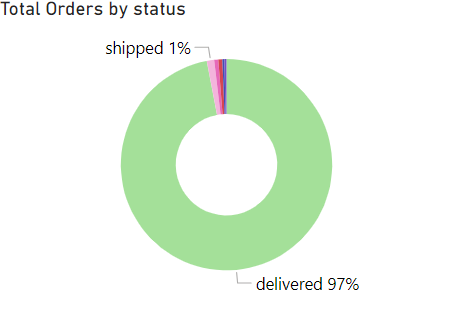 Total Orders by status
shipped 1%
delivered 97%